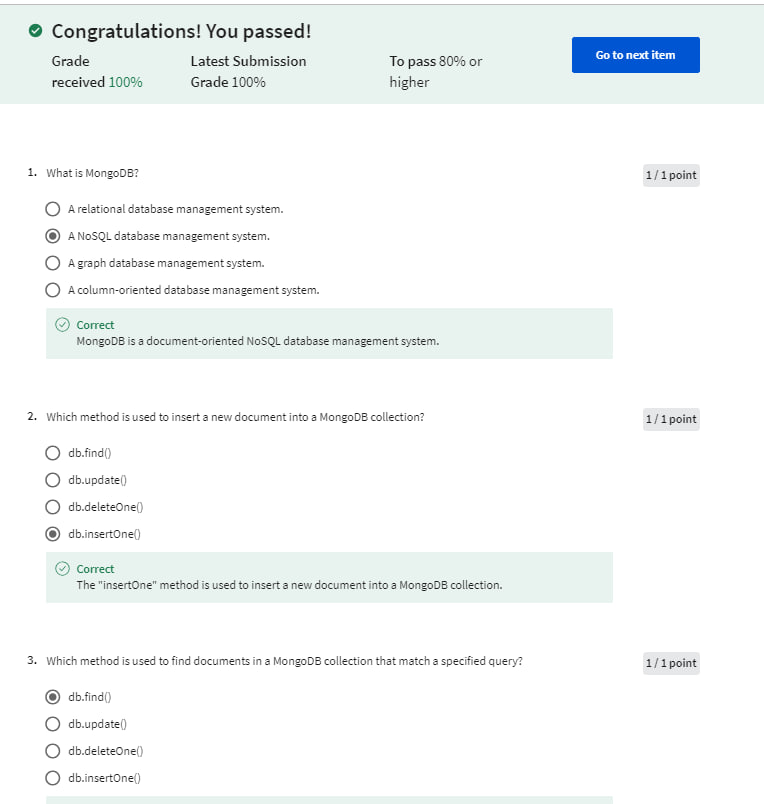 Congratulations! You passed!
Grade received 100%
Latest Submission Grade 100%
To pass 80% or higher
Go to next item
1. What is MongoDB?
1 / 1 point
A relational database management system.
A NoSQL database management system.
A graph database management system.
A column-oriented database management system.
Correct
MongoDB is a document-oriented NoSQL database management system.
2. Which method is used to insert a new document into a MongoDB collection?
1 / 1 point
db.find()
db.update()
db.deleteOne()
db.insertOne()
Correct
The "insertOne" method is used to insert a new document into a MongoDB collection.
3. Which method is used to find documents in a MongoDB collection that match a specified query?
1 / 1 point
db.find()
db.update()
db.deleteOne()
db.insertOne()